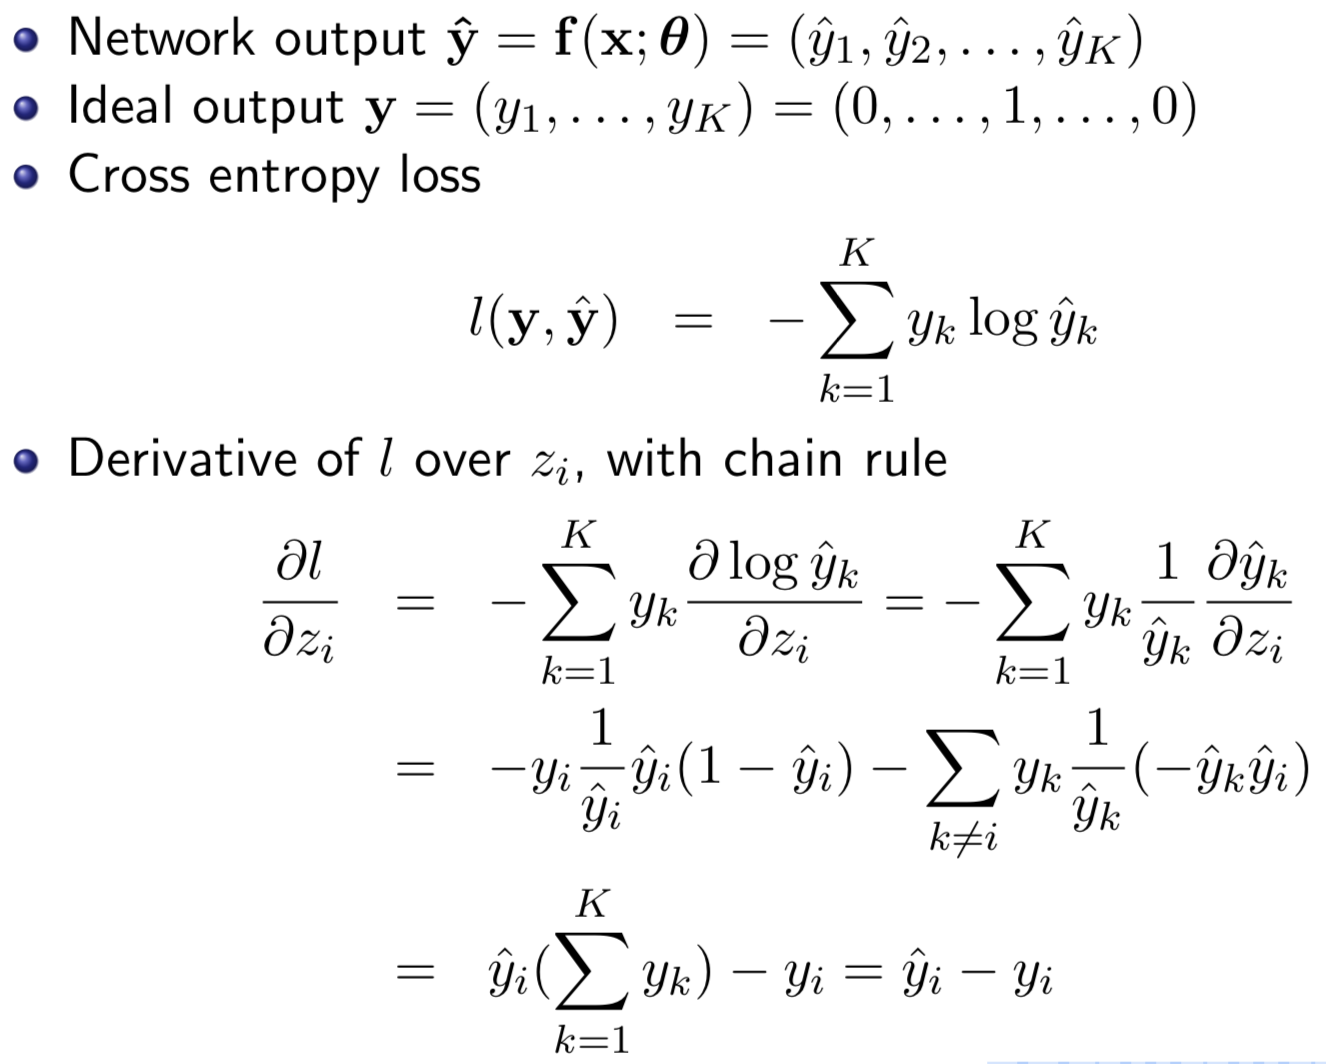 • Network output $\hat{\mathbf{y}} = \mathbf{f}(\mathbf{x}; \boldsymbol{\theta}) = (\hat{y}_1, \hat{y}_2, \ldots, \hat{y}_K)$
• Ideal output $\mathbf{y} = (y_1, \ldots, y_K) = (0, \ldots, 1, \ldots, 0)$
• Cross entropy loss
$l(\mathbf{y}, \hat{\mathbf{y}}) = -\sum_{k=1}^{K} y_k \log \hat{y}_k$
• Derivative of $l$ over $z_i$, with chain rule
$\frac{\partial l}{\partial z_i} = -\sum_{k=1}^{K} y_k \frac{\partial \log \hat{y}_k}{\partial z_i} = -\sum_{k=1}^{K} y_k \frac{1}{\hat{y}_k} \frac{\partial \hat{y}_k}{\partial z_i}$
$= -y_i \frac{1}{\hat{y}_i} \hat{y}_i (1 - \hat{y}_i) - \sum_{k \neq i} y_k \frac{1}{\hat{y}_k} (-\hat{y}_k \hat{y}_i)$
$= \hat{y}_i (\sum_{k=1}^{K} y_k) - y_i = \hat{y}_i - y_i$